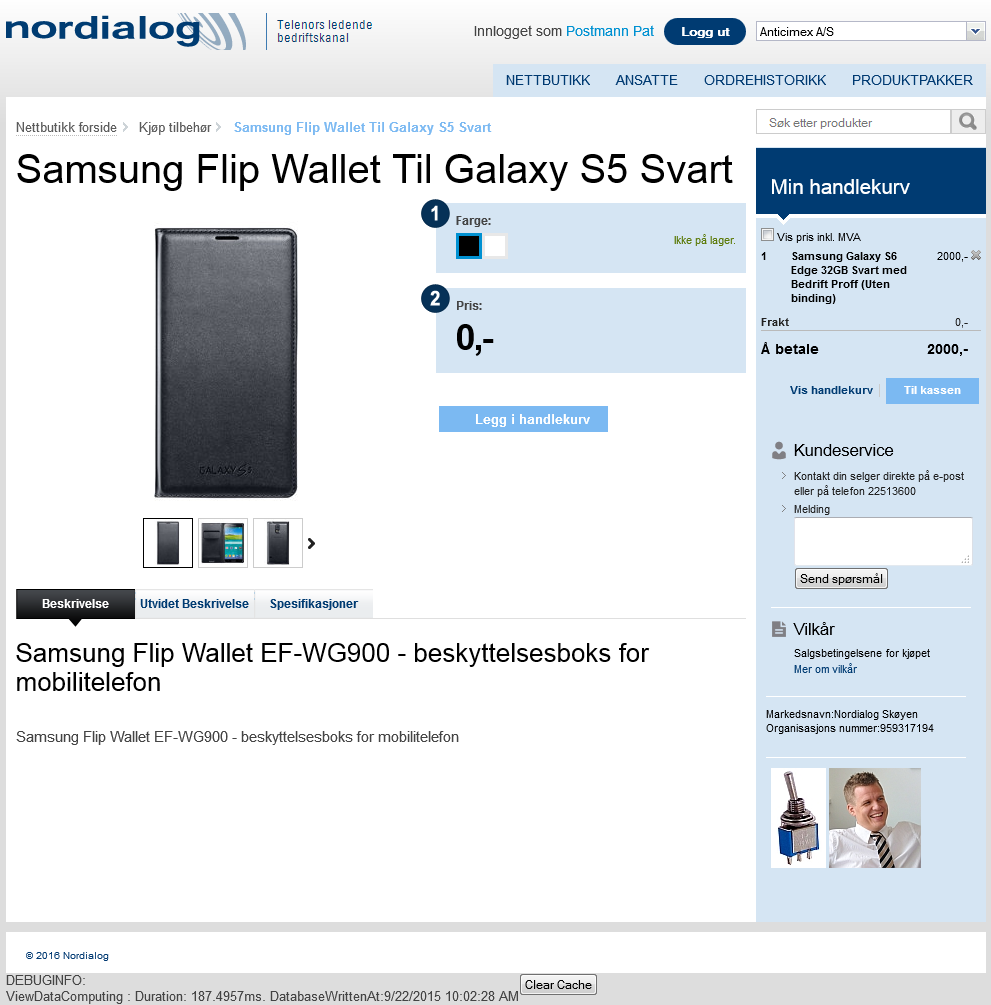 nordialog
Telenors ledende
bedriftskanal
Innlogget som Postmann Pat
Logg ut
Anticimex A/S
NETTBUTIKK ANSATTE ORDREHISTORIKK PRODUKTPAKKER
Nettbutikk forside Kjøp tilbehør Samsung Flip Wallet Til Galaxy S5 Svart
Samsung Flip Wallet Til Galaxy S5 Svart
GALAXY S5
1
Farge:
Ikke på lager.
2
Pris:
0,-
Legg i handlekurv
Beskrivelse Utvidet Beskrivelse Spesifikasjoner
Samsung Flip Wallet EF-WG900 - beskyttelsesboks for
mobilitelefon
Samsung Flip Wallet EF-WG900 - beskyttelsesboks for mobilitelefon
Søk etter produkter
Min handlekurv
Vis pris inkl. MVA
1 Samsung Galaxy S6 2000,-
Edge 32GB Svart med
Bedrift Proff (Uten
binding)
Frakt 0,-
Å betale 2000,-
Vis handlekurv Til kassen
Kundeservice
Kontakt din selger direkte på e-post
eller på telefon 22513600
Melding
Send spørsmål
Vilkår
Salgsbetingelsene for kjøpet
Mer om vilkår
Markedsnavn:Nordialog Skøyen
Organisasjons nummer:959317194
© 2016 Nordialog
DEBUGINFO:
ViewDataComputing : Duration: 187.4957ms. DatabaseWrittenAt:9/22/2015 10:02:28 AM Clear Cache